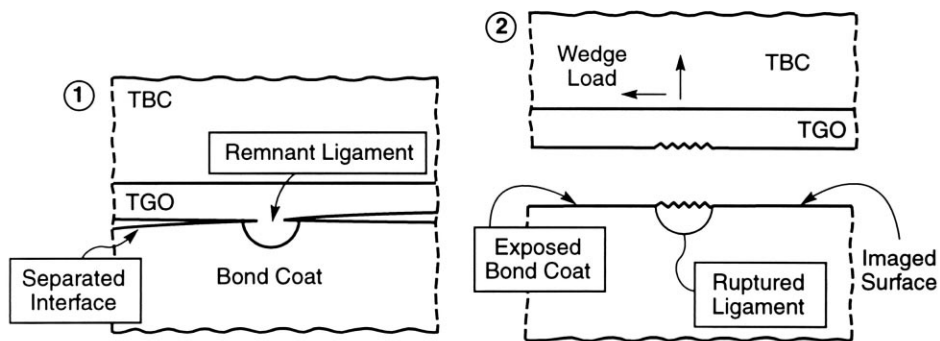 1
TBC
Remnant Ligament
TGO
Separated
Interface
Bond Coat
2
Wedge
Load
TBC
TGO
Exposed
Bond Coat
Ruptured
Ligament
Imaged
Surface